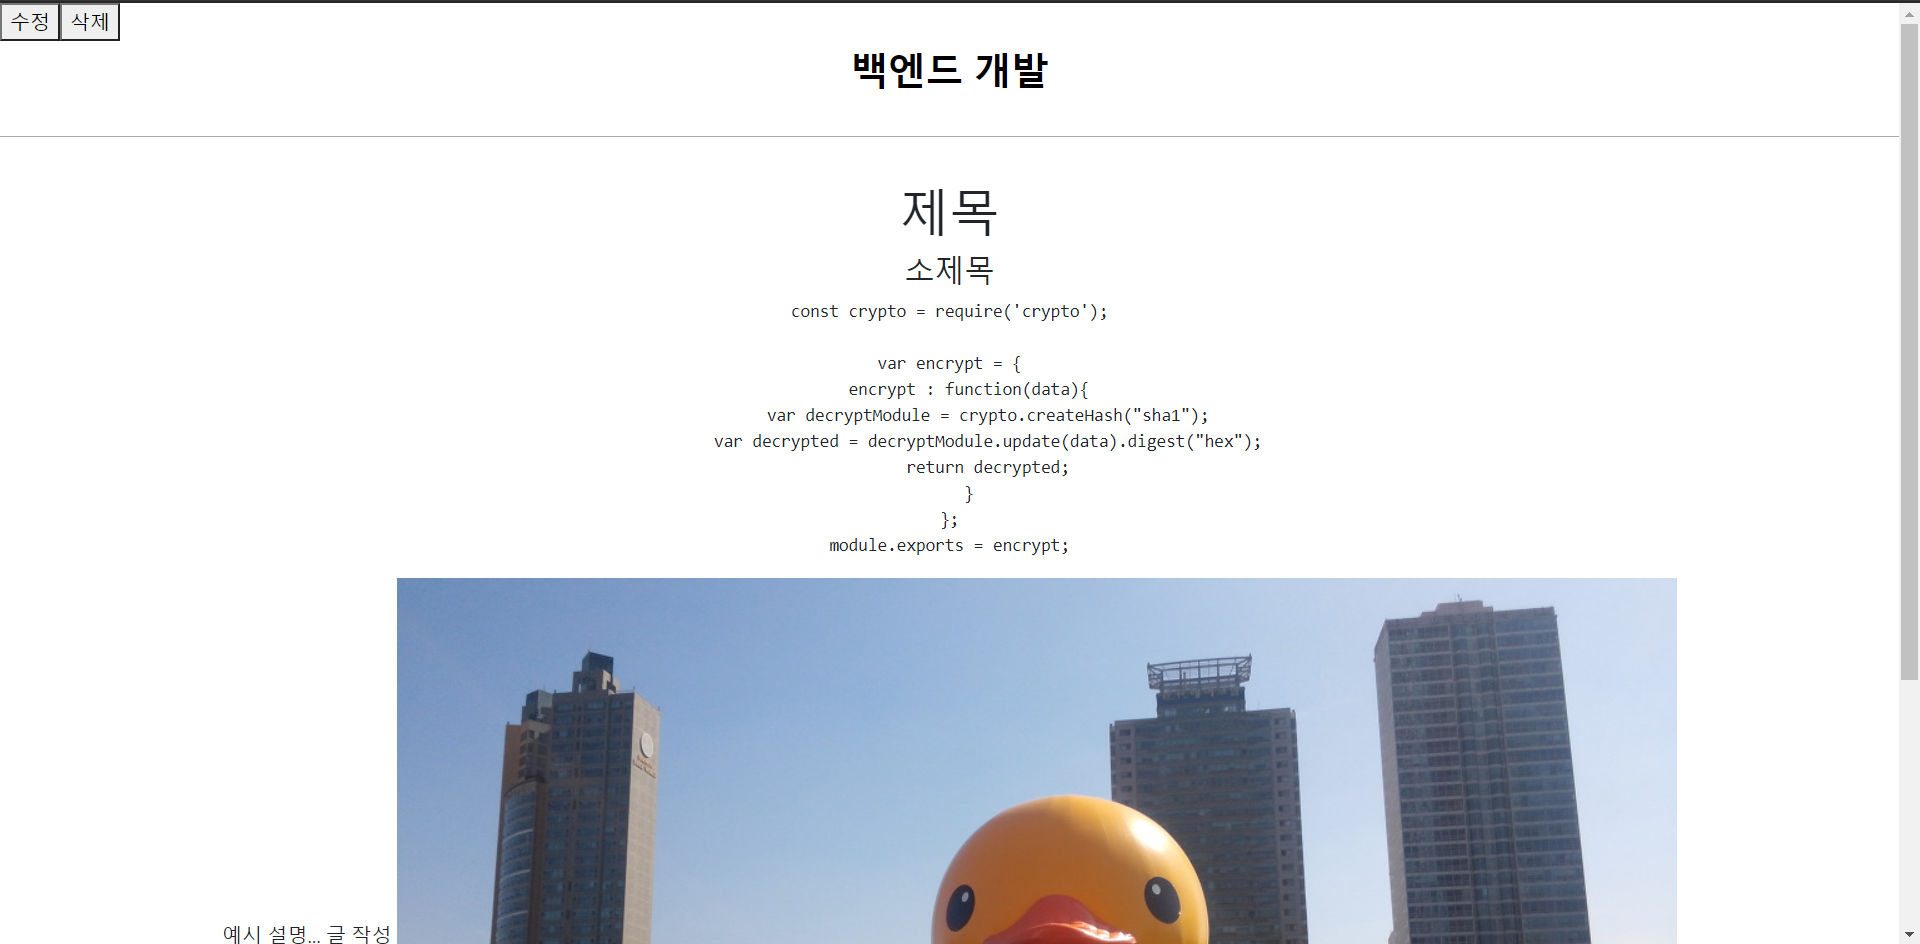 수정 삭제
백엔드 개발
제목
소제목
const crypto = require('crypto');
var encrypt = {
encrypt : function(data){
var decryptModule = crypto.createHash("sha1");
var decrypted = decryptModule.update(data).digest("hex");
return decrypted;
}
};
module.exports = encrypt;
예시 설명... 글 작성